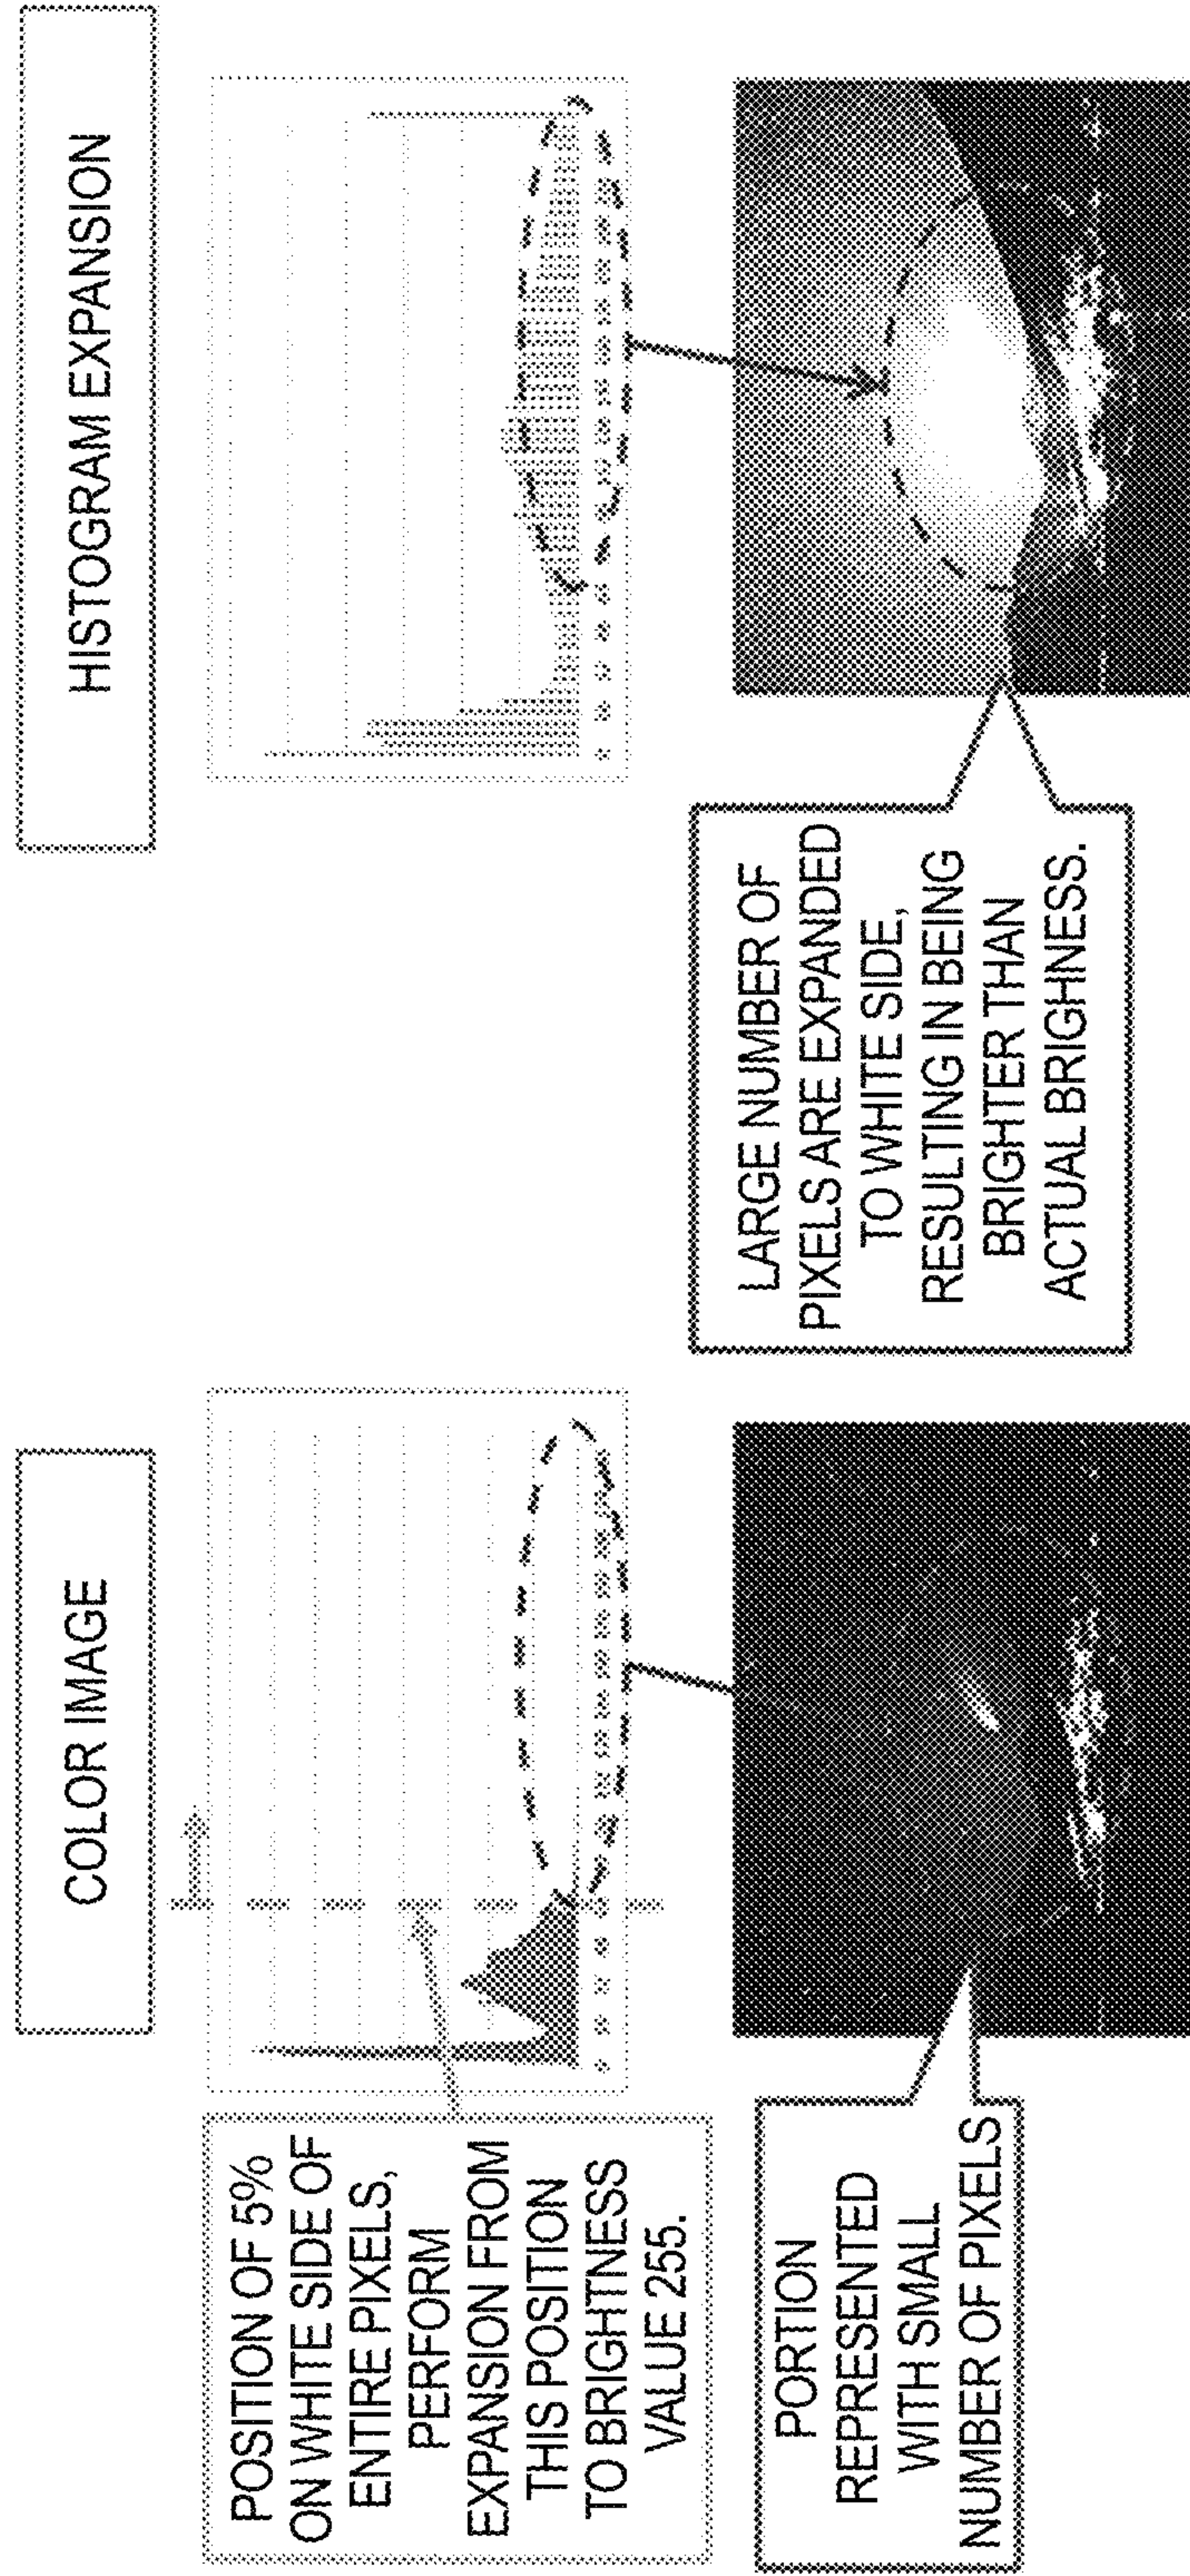 COLOR IMAGE
POSITION OF 5%
ON WHITE SIDE OF
ENTIRE PIXELS,
PERFORM
EXPANSION FROM
THIS POSITION
TO BRIGHTNESS
VALUE 255.
PORTION
REPRESENTED
WITH SMALL
NUMBER OF PIXELS
HISTOGRAM EXPANSION
LARGE NUMBER OF
PIXELS ARE EXPANDED
TO WHITE SIDE,
RESULTING IN BEING
BRIGHTER THAN
ACTUAL BRIGHNESS.